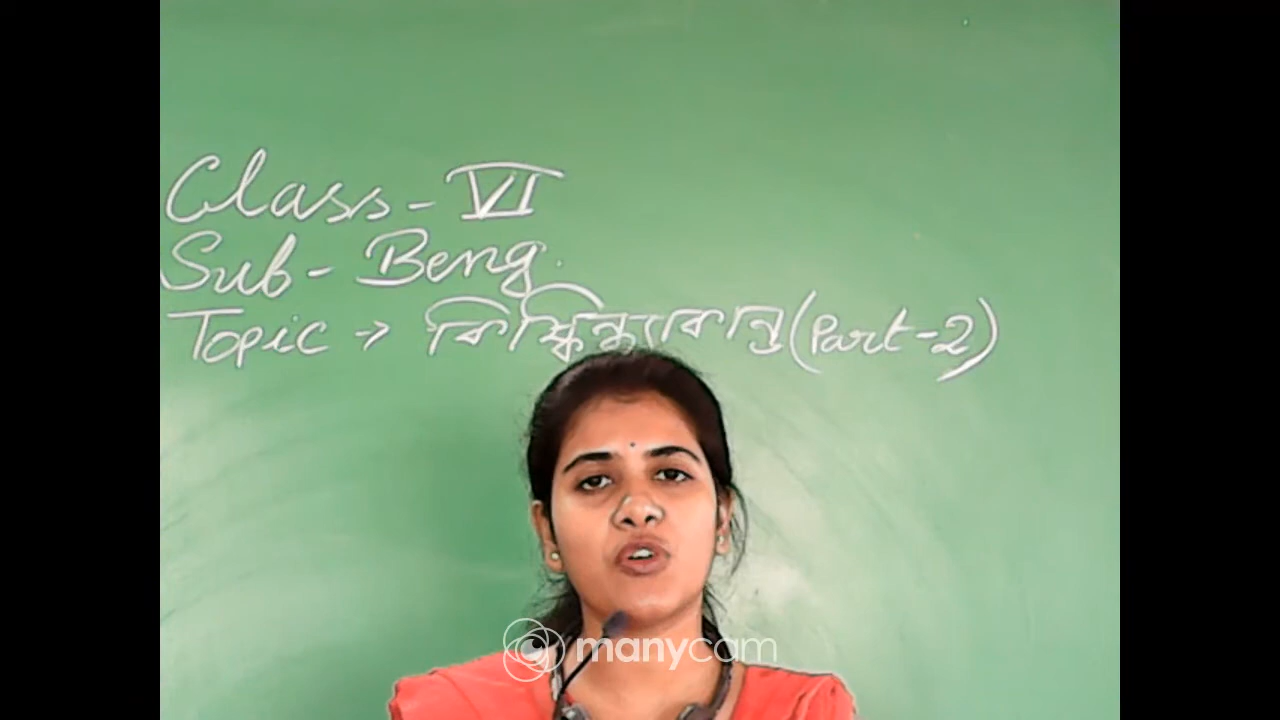 Class - VI
Sub - Beng.
Topic → কিষ্কিন্ধ্যাকান্ড (Part-2)
manycam